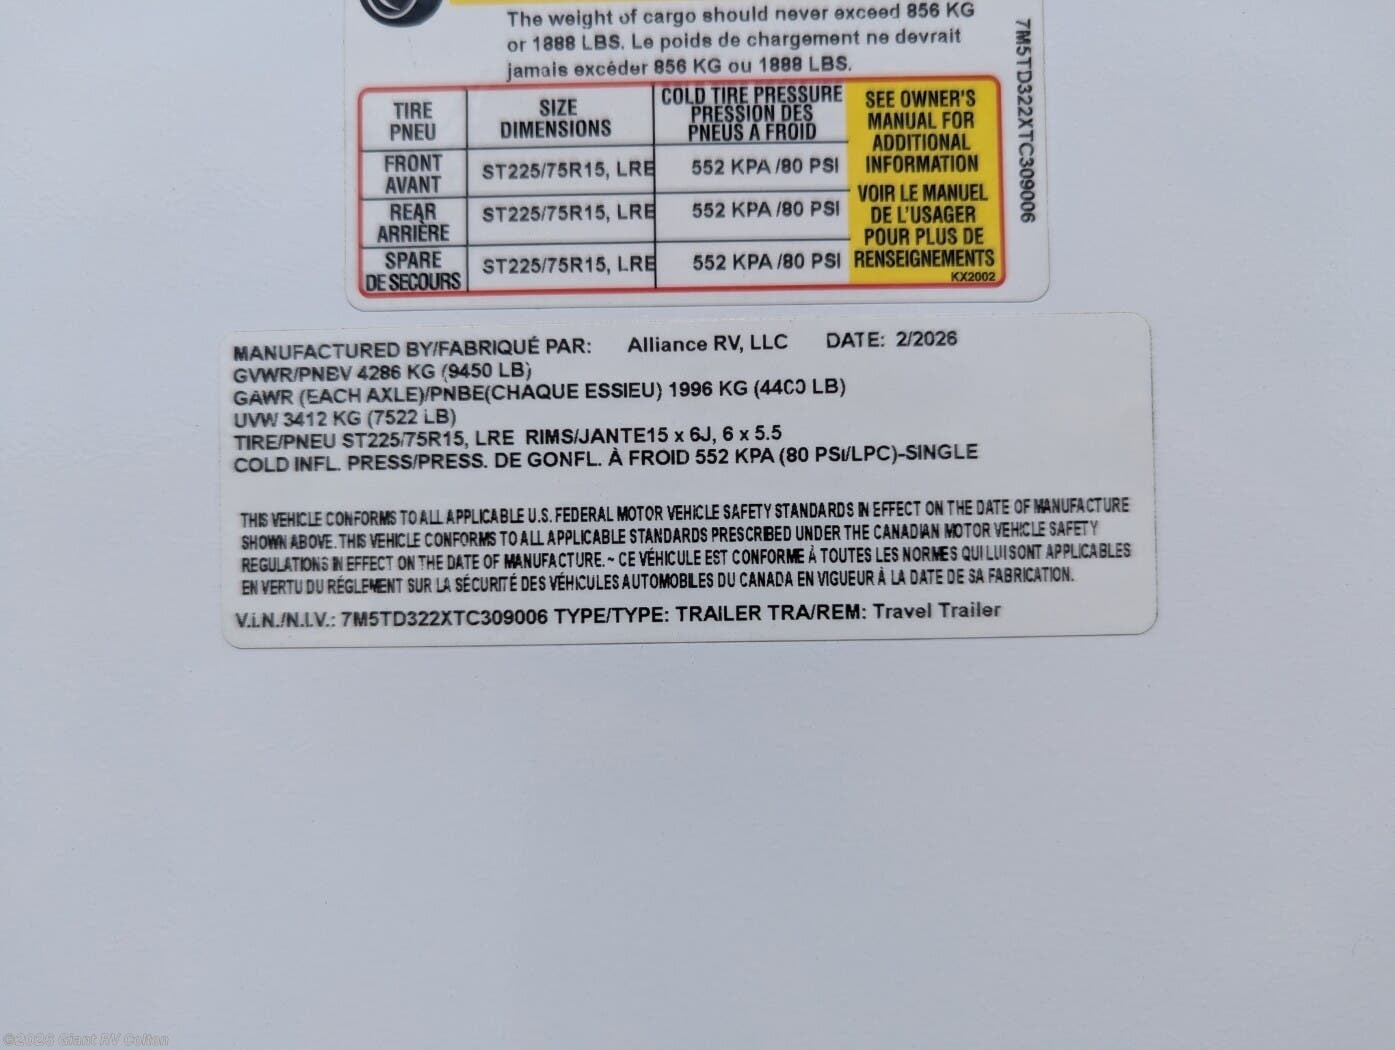 The weight of cargo should never exceed 856 KG
or 1888 LBS. Le poids de chargement ne devrait
jamais excéder 856 KG ou 1888 LBS.
TIRE SIZE COLD TIRE PRESSURE
PNEU DIMENSIONS PRESSION DES
PNEUS À FROID
FRONT ST225/75R15, LRE 552 KPA /80 PSI
AVANT
REAR ST225/75R15, LRE 552 KPA /80 PSI
ARRIÈRE
SPARE ST225/75R15, LRE 552 KPA /80 PSI
DE SECOURS
SEE OWNER'S
MANUAL FOR
ADDITIONAL
INFORMATION
VOIR LE MANUEL
DE L'USAGER
POUR PLUS DE
RENSEIGNEMENTS
KX2002
7M5TD322XTC309006
MANUFACTURED BY/FABRIQUÉ PAR: Alliance RV, LLC DATE: 2/2026
GVWR/PNBV 4286 KG (9450 LB)
GAWR (EACH AXLE)/PNBE(CHAQUE ESSIEU) 1996 KG (4400 LB)
UVW 3412 KG (7522 LB)
TIRE/PNEU ST225/75R15, LRE RIMS/JANTE15 x 6J, 6 x 5.5
COLD INFL. PRESS/PRESS. DE GONFL. À FROID 552 KPA (80 PSI/LPC)-SINGLE
THIS VEHICLE CONFORMS TO ALL APPLICABLE U.S. FEDERAL MOTOR VEHICLE SAFETY STANDARDS IN EFFECT ON THE DATE OF MANUFACTURE
SHOWN ABOVE. THIS VEHICLE CONFORMS TO ALL APPLICABLE STANDARDS PRESCRIBED UNDER THE CANADIAN MOTOR VEHICLE SAFETY
REGULATIONS IN EFFECT ON THE DATE OF MANUFACTURE. ~ CE VÉHICULE EST CONFORME À TOUTES LES NORMES QUI LUI SONT APPLICABLES
EN VERTU DU RÉGLEMENT SUR LA SÉCURITÉ DES VÉHICULES AUTOMOBILES DU CANADA EN VIGUEUR À LA DATE DE SA FABRICATION.
V.I.N./N.I.V.: 7M5TD322XTC309006 TYPE/TYPE: TRAILER TRA/REM: Travel Trailer
©2026 Giant RV Colton